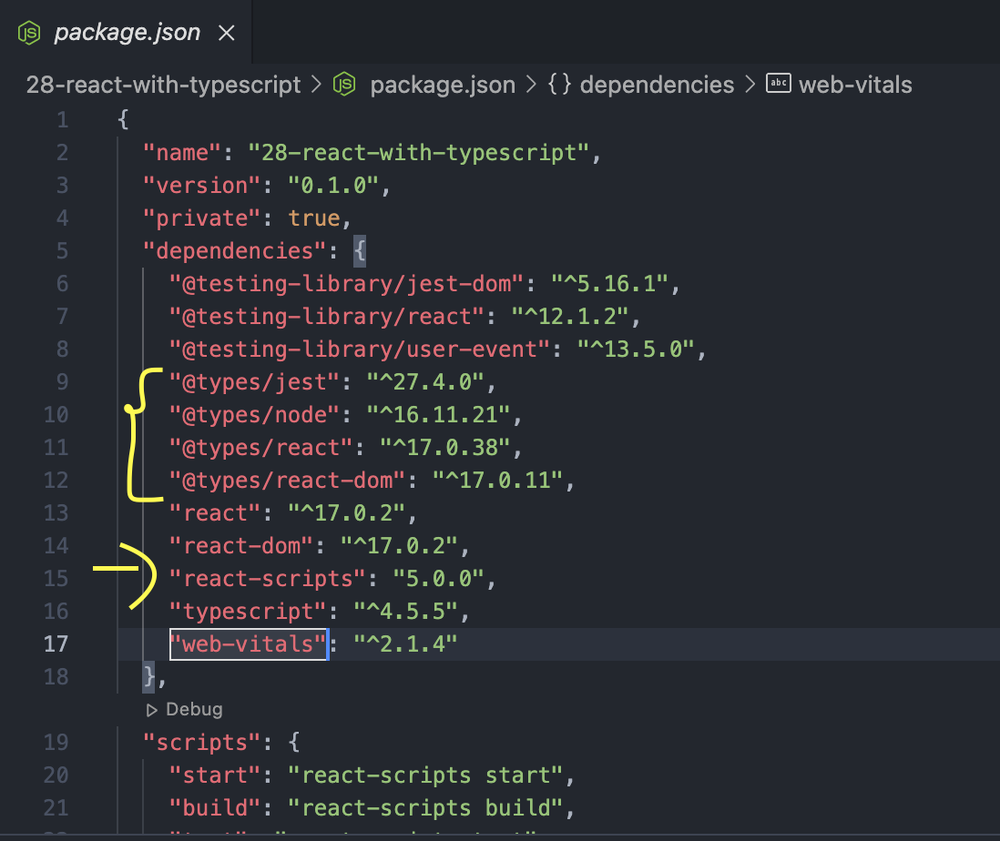 package.json
28-react-with-typescript > package.json > {} dependencies > abc web-vitals
1 {
2 "name": "28-react-with-typescript",
3 "version": "0.1.0",
4 "private": true,
5 "dependencies": {
6 "@testing-library/jest-dom": "^5.16.1",
7 "@testing-library/react": "^12.1.2",
8 "@testing-library/user-event": "^13.5.0",
9 "@types/jest": "^27.4.0",
10 "@types/node": "^16.11.21",
11 "@types/react": "^17.0.38",
12 "@types/react-dom": "^17.0.11",
13 "react": "^17.0.2",
14 "react-dom": "^17.0.2",
15 "react-scripts": "5.0.0",
16 "typescript": "^4.5.5",
17 "web-vitals": "^2.1.4"
18 },
Debug
19 "scripts": {
20 "start": "react-scripts start",
21 "build": "react-scripts build",